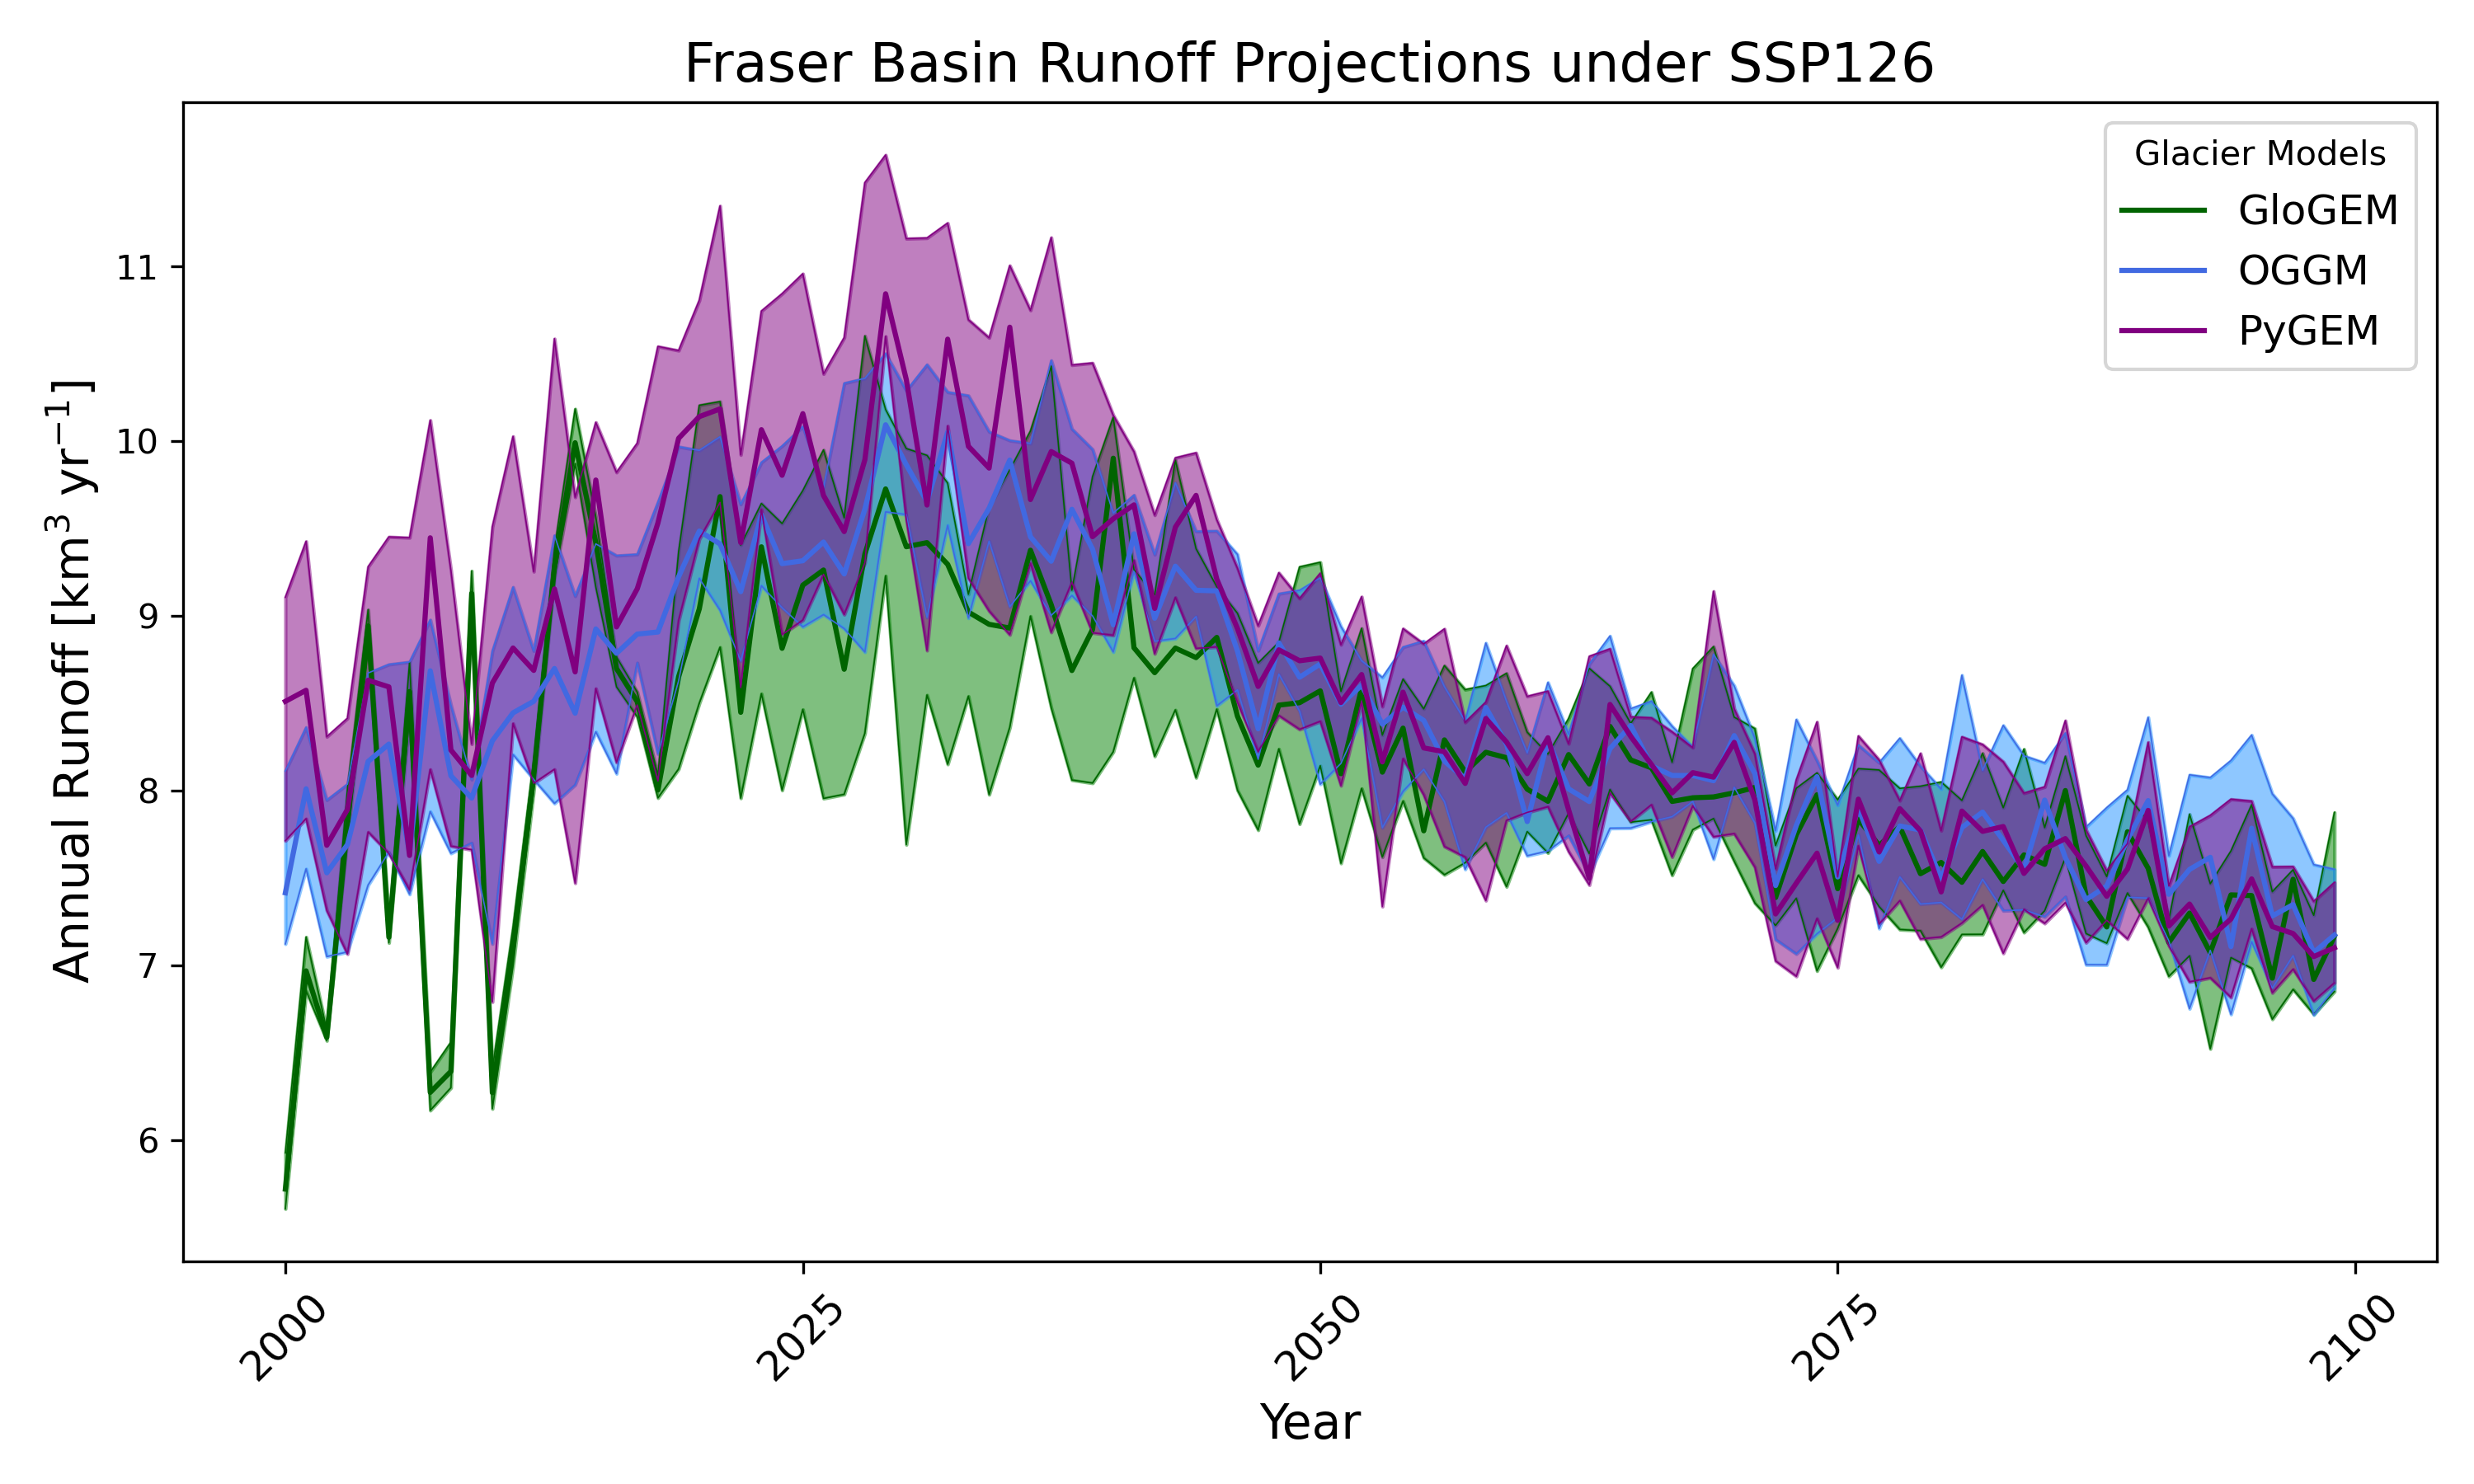 Fraser Basin Runoff Projections under SSP126
Glacier Models
GloGEM
OGGM
PyGEM
Annual Runoff [km³ yr⁻¹]
11
10
9
8
7
6
2000
2025
2050
2075
2100
Year